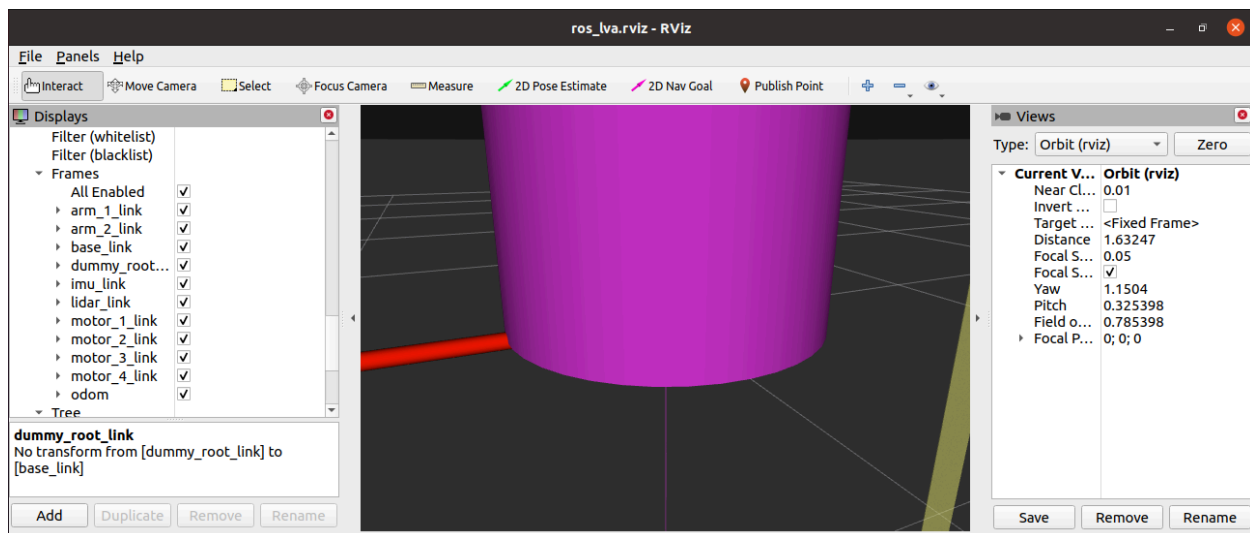 ros_lva.rviz - RViz
File Panels Help
Interact Move Camera Select Focus Camera Measure 2D Pose Estimate 2D Nav Goal Publish Point
Displays
Filter (whitelist)
Filter (blacklist)
Frames
All Enabled
arm_1_link
arm_2_link
base_link
dummy_root...
imu_link
lidar_link
motor_1_link
motor_2_link
motor_3_link
motor_4_link
odom
Tree
dummy_root_link
No transform from [dummy_root_link] to
[base_link]
Add Duplicate Remove Rename
Views
Type: Orbit (rviz) Zero
Current V... Orbit (rviz)
Near Cl... 0.01
Invert ...
Target ... <Fixed Frame>
Distance 1.63247
Focal S... 0.05
Focal S...
Yaw 1.1504
Pitch 0.325398
Field o... 0.785398
Focal P... 0; 0; 0
Save Remove Rename